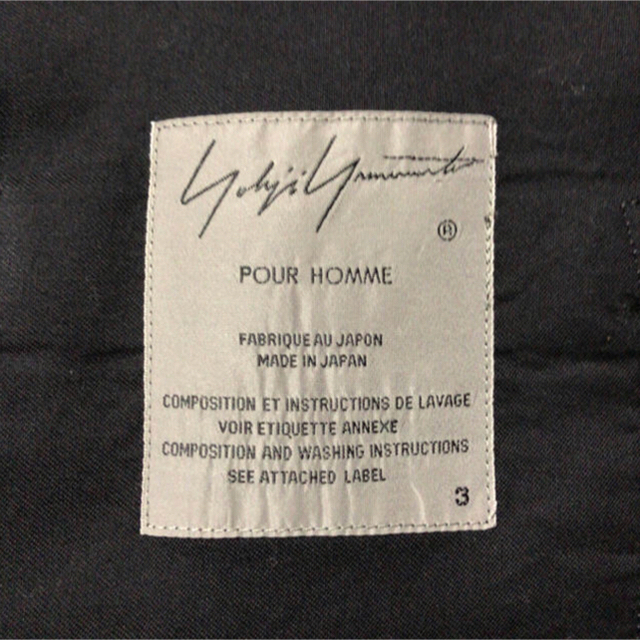 Yohji Yamamoto
®
POUR HOMME
FABRIQUE AU JAPON
MADE IN JAPAN
COMPOSITION ET INSTRUCTIONS DE LAVAGE
VOIR ETIQUETTE ANNEXE
COMPOSITION AND WASHING INSTRUCTIONS
SEE ATTACHED LABEL
3